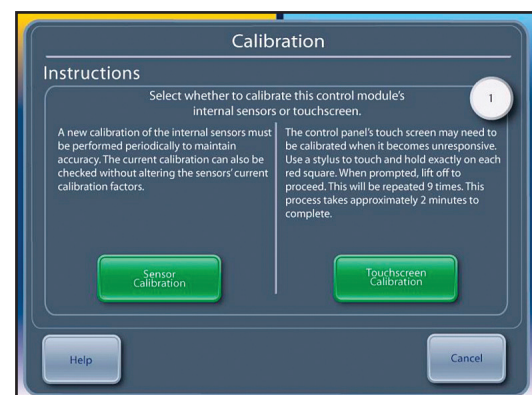 Calibration
Instructions
Select whether to calibrate this control module's
internal sensors or touchscreen.
1
A new calibration of the internal sensors must
be performed periodically to maintain
accuracy. The current calibration can also be
checked without altering the sensors' current
calibration factors.
The control panel's touch screen may need to
be calibrated when it becomes unresponsive.
Use a stylus to touch and hold exactly on each
red square. When prompted, lift off to
proceed. This will be repeated 9 times. This
process takes approximately 2 minutes to
complete.
Sensor
Calibration
Touchscreen
Calibration
Help
Cancel